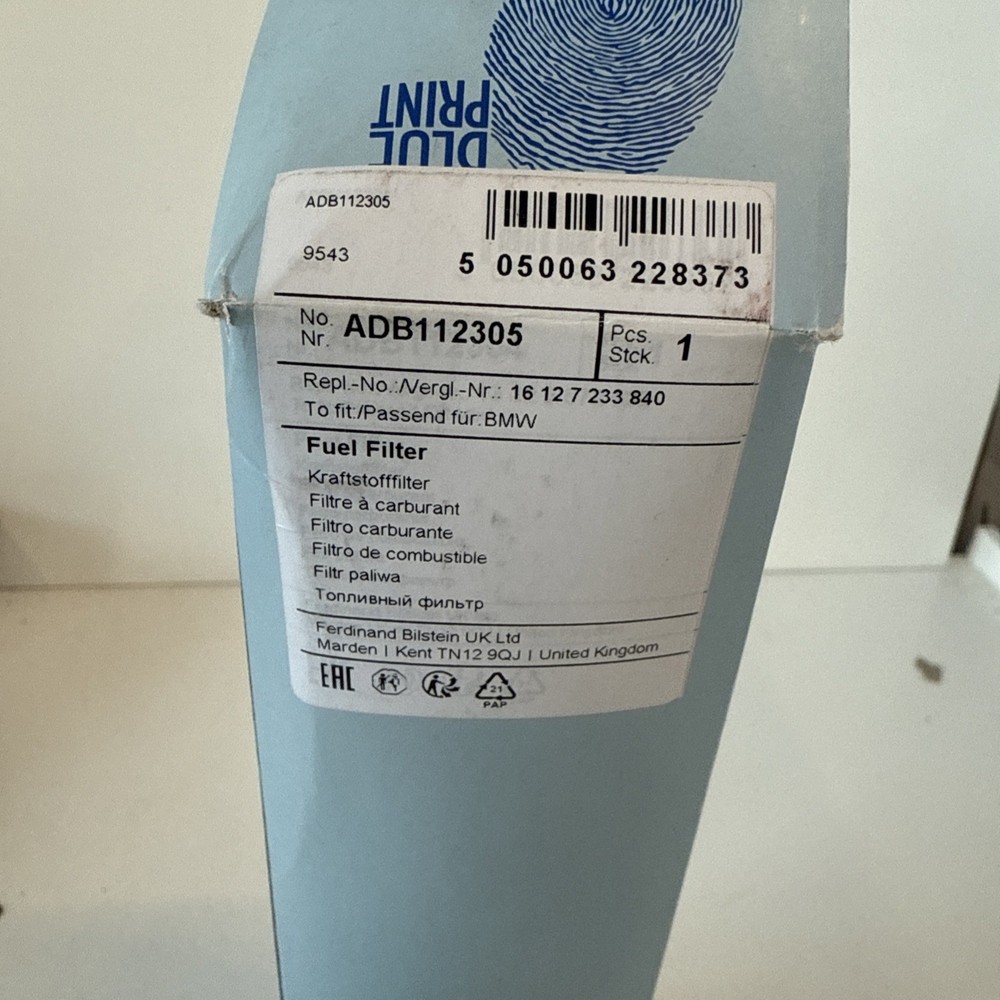 BLUE
PRINT
ADB112305
9543
5 050063 228373
No.
Nr.
ADB112305
Pcs.
Stck.
1
Repl.-No.:/Vergl.-Nr.: 16 12 7 233 840
To fit:/Passend für: BMW
Fuel Filter
Kraftstofffilter
Filtre à carburant
Filtro carburante
Filtro de combustible
Filtr paliwa
Топливный фильтр
Ferdinand Bilstein UK Ltd
Marden | Kent TN12 9QJ | United Kingdom
EAC
21
PAP